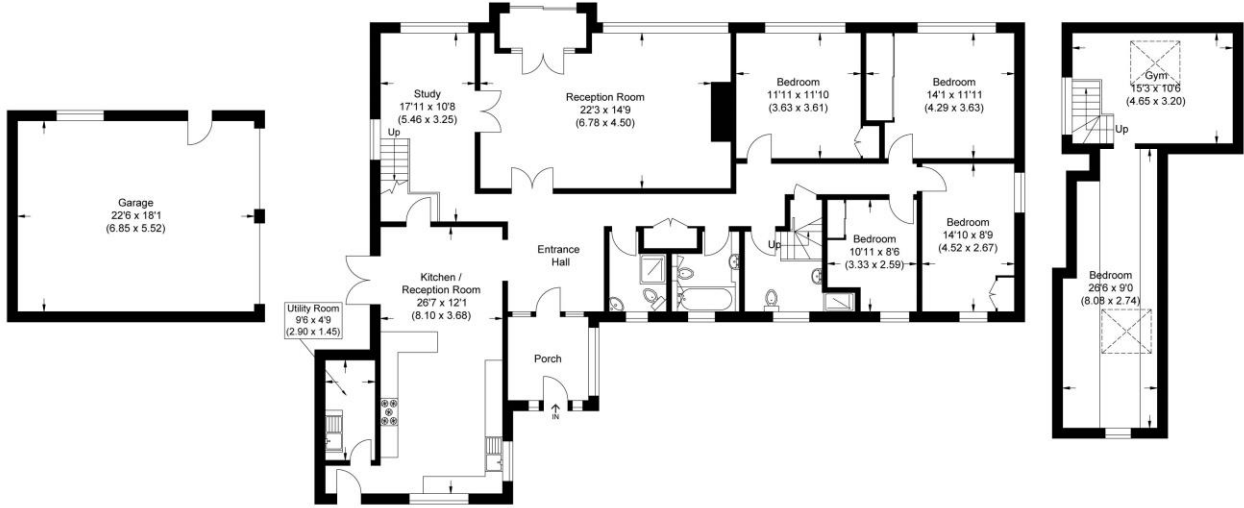 Garage
22'6 x 18'1
(6.85 x 5.52)
Utility Room
9'6 x 4'9
(2.90 x 1.45)
Study
17'11 x 10'8
(5.46 x 3.25)
Up
Reception Room
22'3 x 14'9
(6.78 x 4.50)
Bedroom
11'11 x 11'10
(3.63 x 3.61)
Bedroom
14'1 x 11'11
(4.29 x 3.63)
Kitchen /
Reception Room
26'7 x 12'1
(8.10 x 3.68)
Entrance
Hall
Porch
IN
Up
Bedroom
10'11 x 8'6
(3.33 x 2.59)
Bedroom
14'10 x 8'9
(4.52 x 2.67)
Gym
15'3 x 10'6
(4.65 x 3.20)
Up
Bedroom
26'6 x 9'0
(8.08 x 2.74)